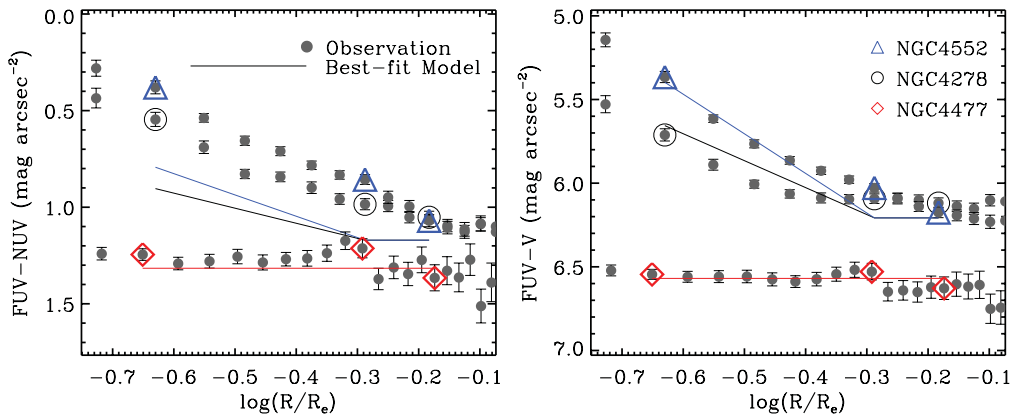 0.0
0.5
1.0
1.5
FUV−NUV (mag arcsec⁻²)
Observation
Best−fit Model
−0.7 −0.6 −0.5 −0.4 −0.3 −0.2 −0.1
log(R/Rₑ)
5.0
5.5
6.0
6.5
7.0
FUV−V (mag arcsec⁻²)
NGC4552
NGC4278
NGC4477
−0.7 −0.6 −0.5 −0.4 −0.3 −0.2 −0.1
log(R/Rₑ)